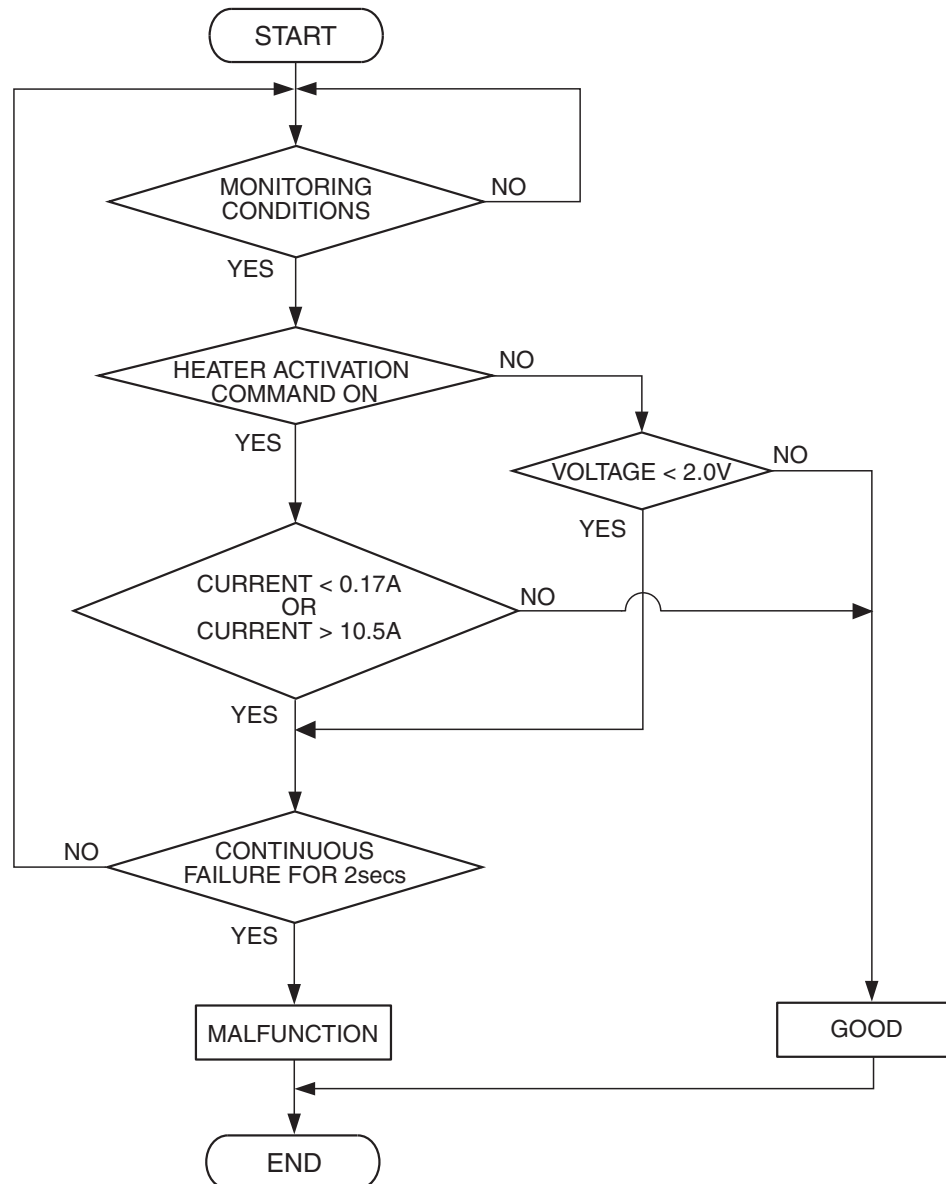 START
MONITORING
CONDITIONS
NO
YES
HEATER ACTIVATION
COMMAND ON
NO
YES
VOLTAGE < 2.0V
NO
YES
CURRENT < 0.17A
OR
CURRENT > 10.5A
NO
YES
CONTINUOUS
FAILURE FOR 2secs
NO
YES
MALFUNCTION
GOOD
END